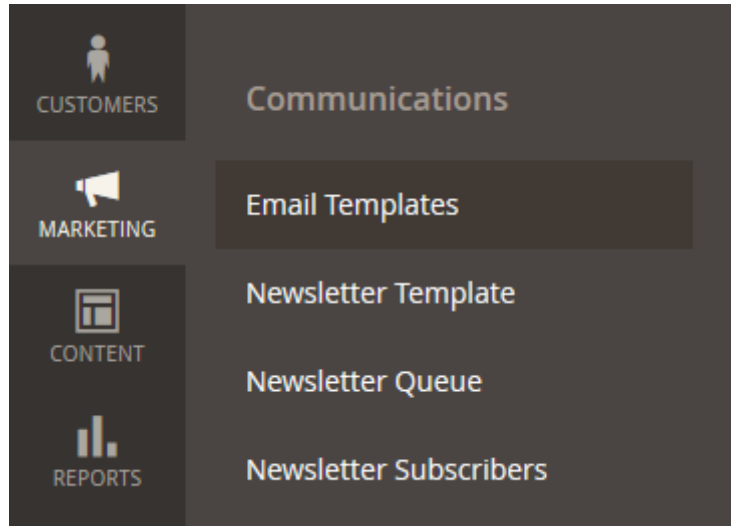 CUSTOMERS
MARKETING
CONTENT
REPORTS
Communications
Email Templates
Newsletter Template
Newsletter Queue
Newsletter Subscribers